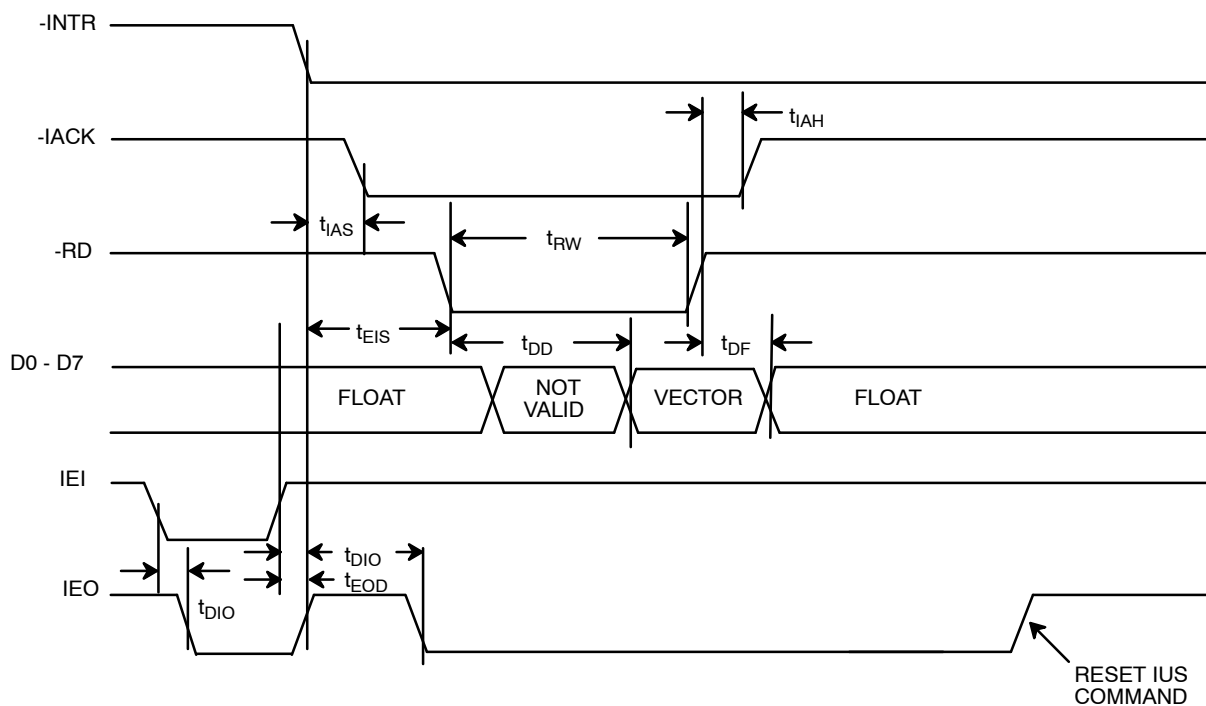 -INTR
tIAH
-IACK
tIAS
tRW
-RD
tEIS
tDD
tDF
D0 - D7
FLOAT
NOT
VALID
VECTOR
FLOAT
IEI
tDIO
tEOD
IEO
tDIO
RESET IUS
COMMAND